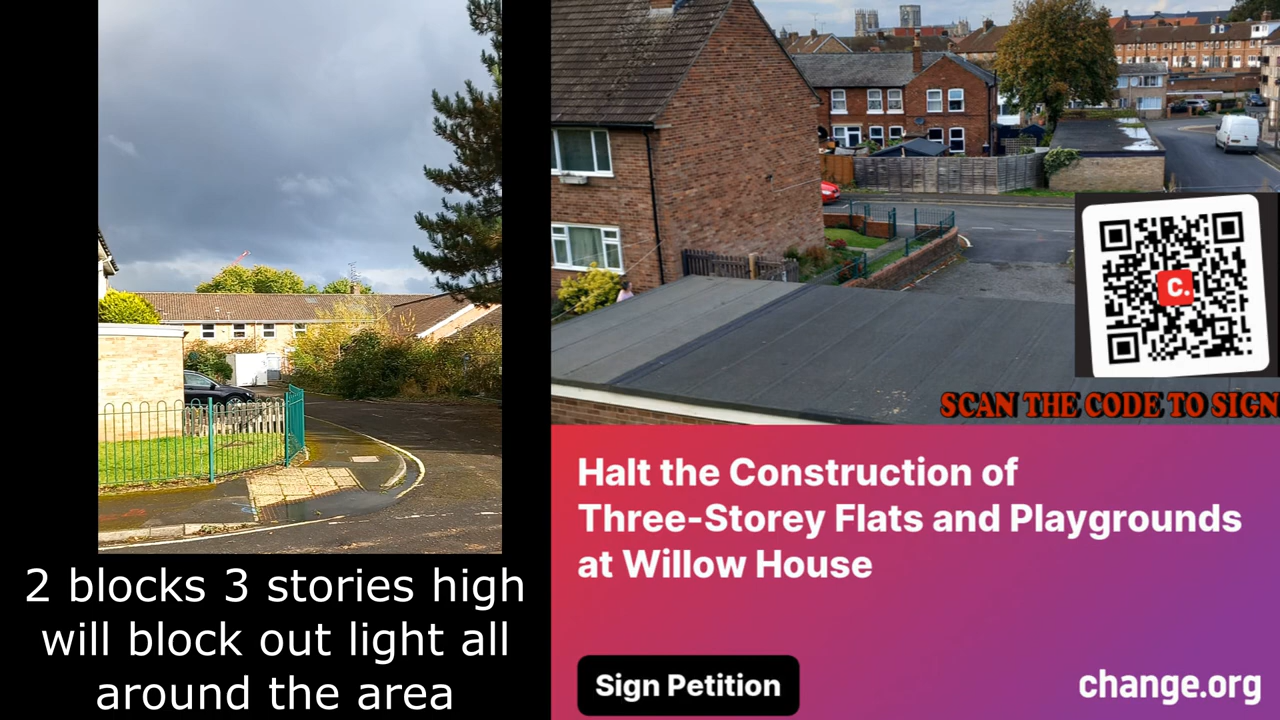 2 blocks 3 stories high
will block out light all
around the area
C.
SCAN THE CODE TO SIGN
Halt the Construction of
Three-Storey Flats and Playgrounds
at Willow House
Sign Petition
change.org